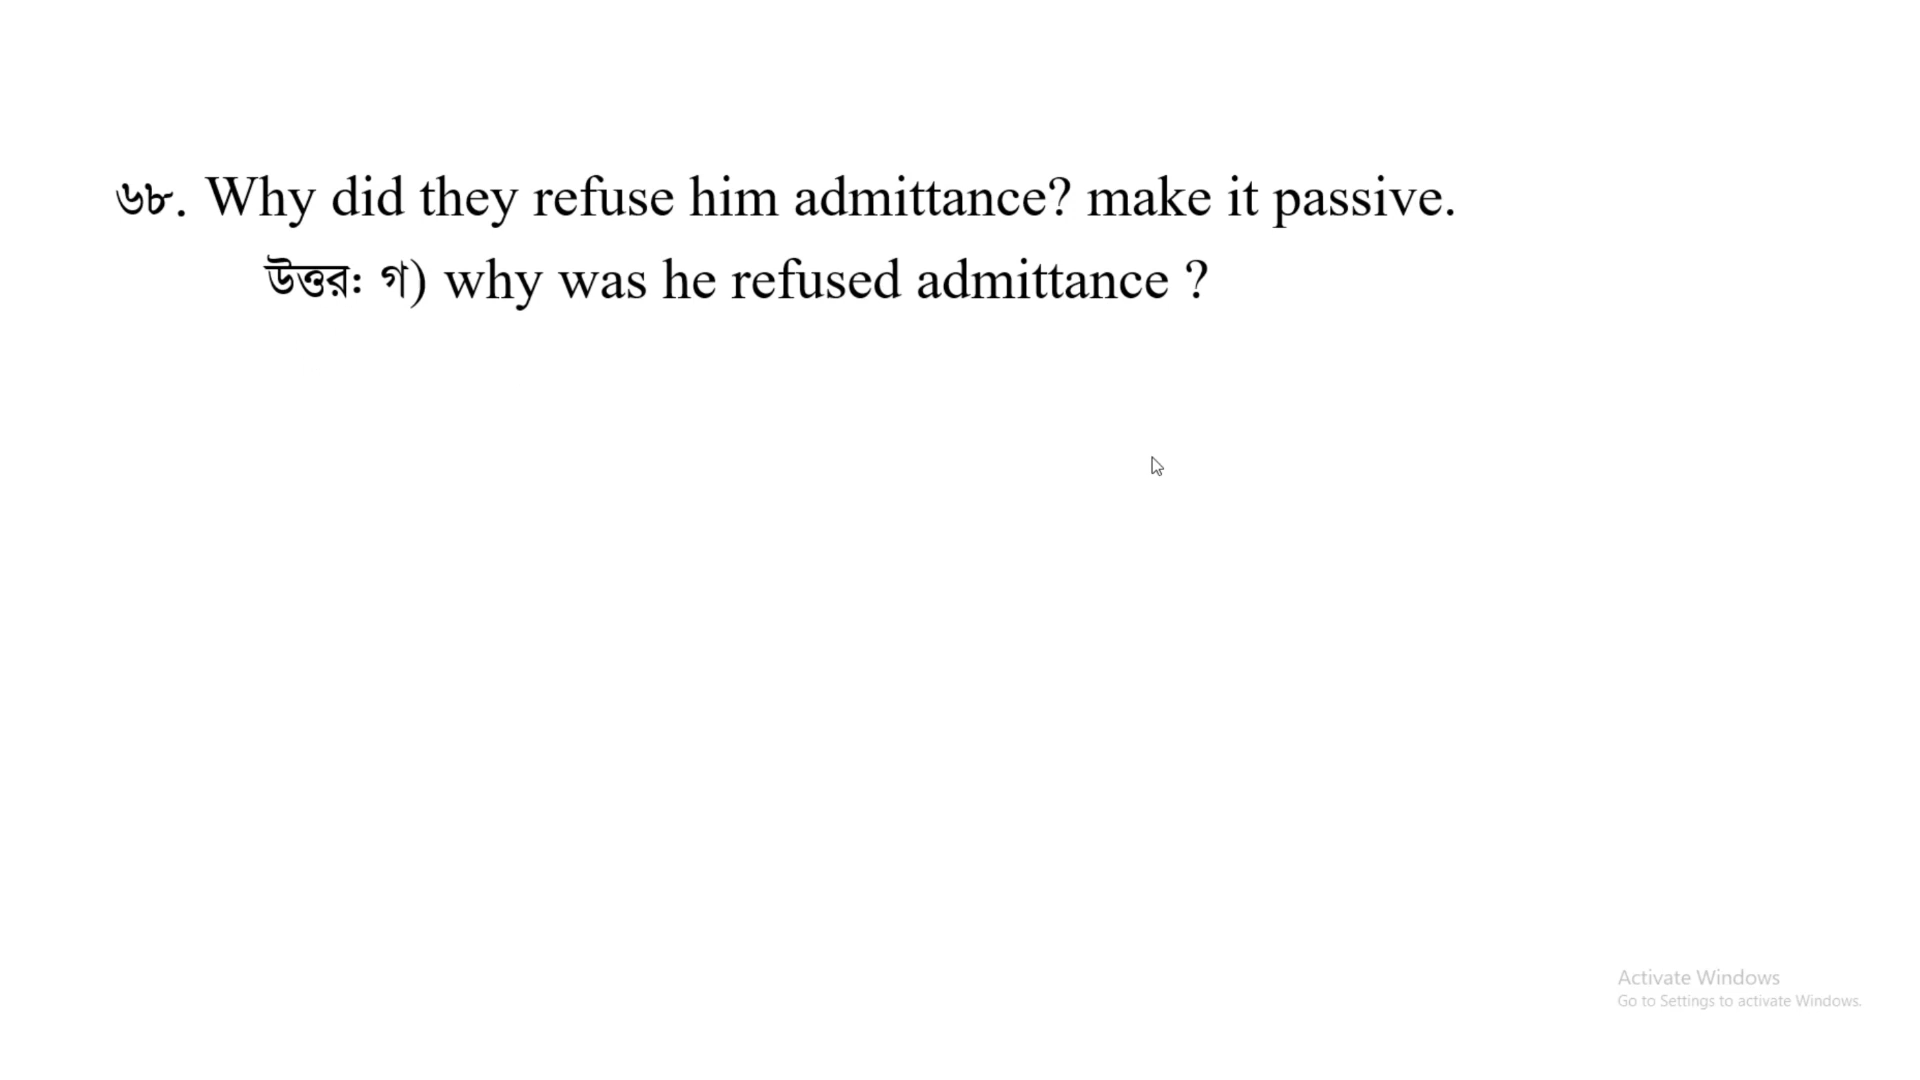 ৬৮. Why did they refuse him admittance? make it passive.
উত্তরঃ গ) why was he refused admittance ?
Activate Windows
Go to Settings to activate Windows.